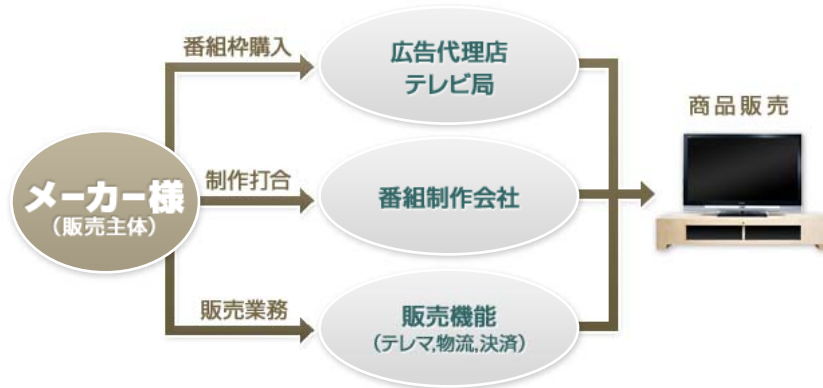 番組枠購入
広告代理店
テレビ局
商品販売
メーカー様
(販売主体)
制作打合
番組制作会社
販売業務
販売機能
(テレマ,物流,決済)